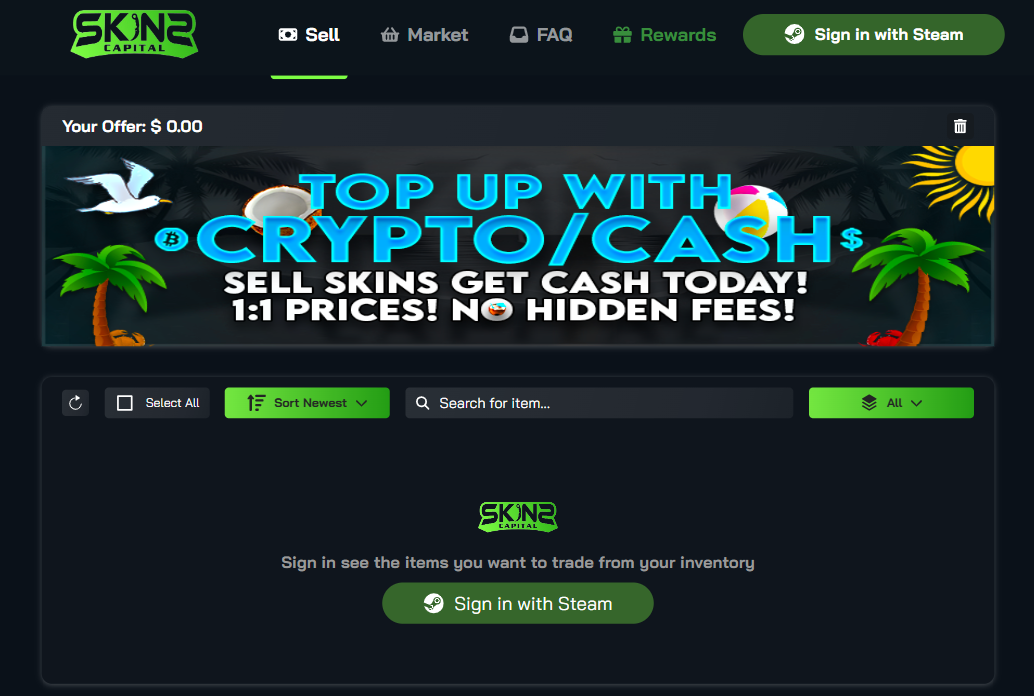 SKINS
CAPITAL
Sell
Market
FAQ
Rewards
Sign in with Steam
Your Offer: $ 0.00
TOP UP WITH
CRYPTO/CASH
SELL SKINS GET CASH TODAY!
1:1 PRICES! NO HIDDEN FEES!
Select All
Sort Newest
Search for item...
All
SKINS
CAPITAL
Sign in see the items you want to trade from your inventory
Sign in with Steam